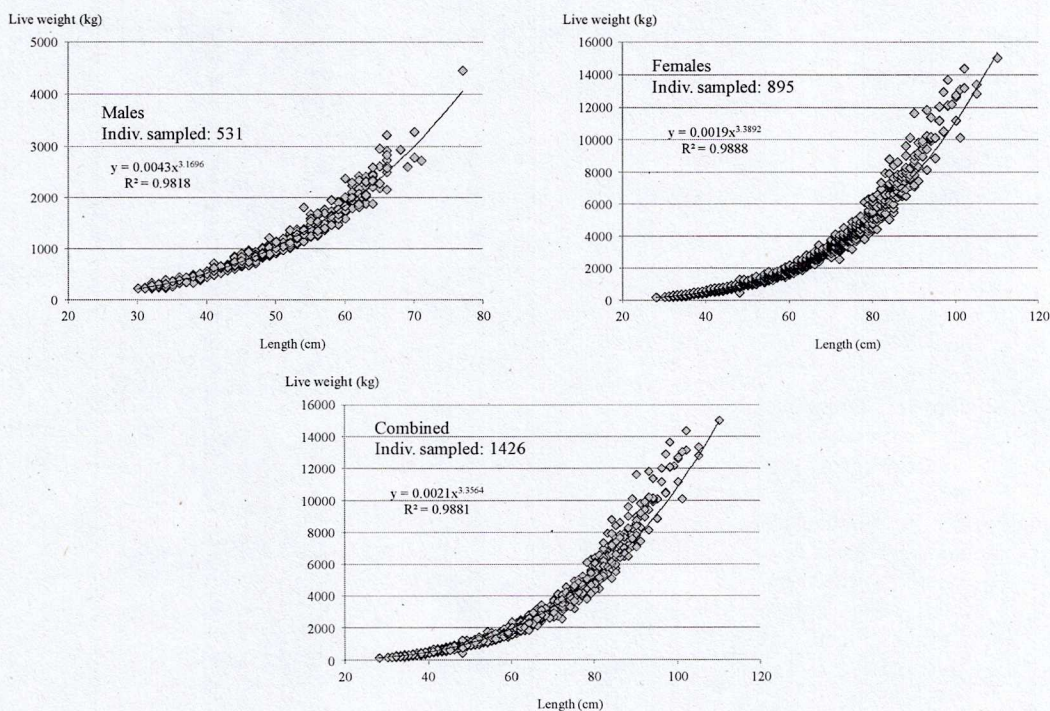 Live weight (kg)
5000
4000
3000
2000
1000
0
20
30
40
50
60
70
80
Length (cm)
Males
Indiv. sampled: 531
y = 0.0043x^3.1696
R² = 0.9818
Live weight (kg)
16000
14000
12000
10000
8000
6000
4000
2000
0
20
40
60
80
100
120
Length (cm)
Females
Indiv. sampled: 895
y = 0.0019x^3.3892
R² = 0.9888
Live weight (kg)
16000
14000
12000
10000
8000
6000
4000
2000
0
20
40
60
80
100
120
Length (cm)
Combined
Indiv. sampled: 1426
y = 0.0021x^3.3564
R² = 0.9881